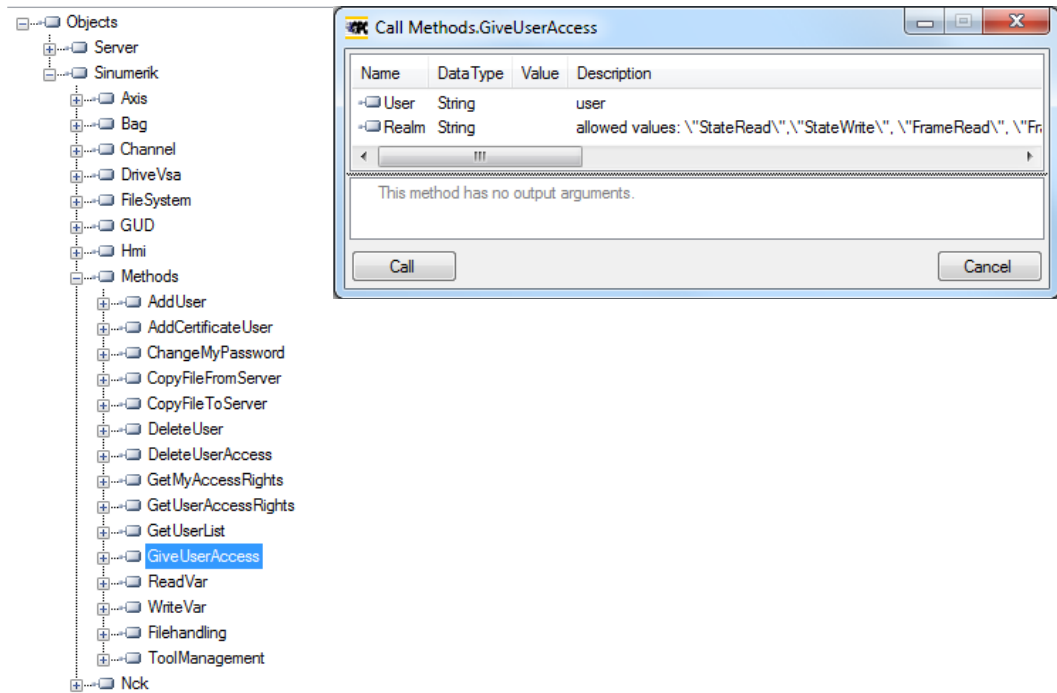 Objects
Server
Sinumerik
Axis
Bag
Channel
DriveVsa
FileSystem
GUD
Hmi
Methods
AddUser
AddCertificateUser
ChangeMyPassword
CopyFileFromServer
CopyFileToServer
DeleteUser
DeleteUserAccess
GetMyAccessRights
GetUserAccessRights
GetUserList
GiveUserAccess
ReadVar
WriteVar
Filehandling
ToolManagement
Nck
Call Methods.GiveUserAccess
Name DataType Value Description
User String user
Realm String allowed values: \"StateRead\",\"StateWrite\", \"FrameRead\", \"Fr
This method has no output arguments.
Call Cancel